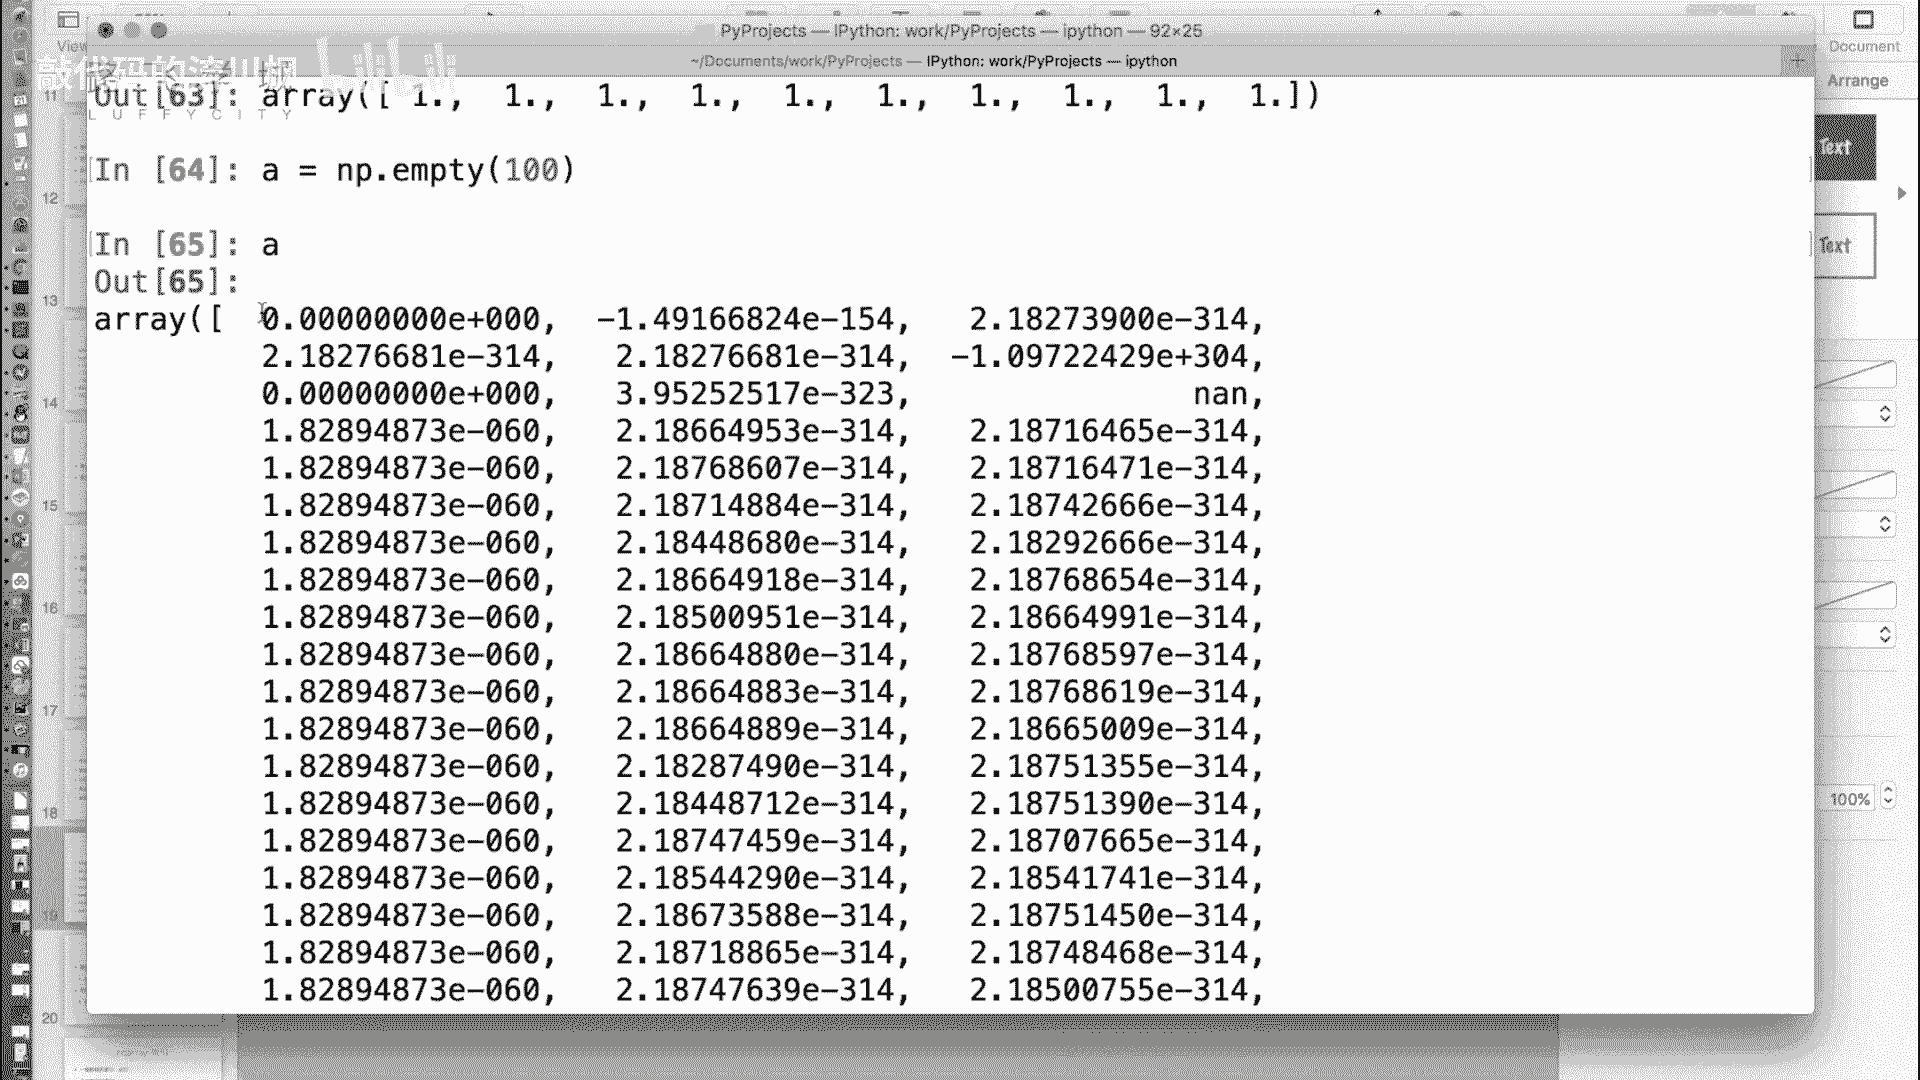 PyProjects — IPython: work/PyProjects — ipython — 92×25
View
Document
~/Documents/work/PyProjects — IPython: work/PyProjects — ipython
+
Arrange
敲代码的
LUFFYCITY
Out[63]: array([ 1., 1., 1., 1., 1., 1., 1., 1., 1., 1.])
11
Text
In [64]: a = np.empty(100)
12
In [65]: a
Text
Out[65]:
13
array([ 0.00000000e+000, -1.49166824e-154, 2.18273900e-314,
2.18276681e-314, 2.18276681e-314, -1.09722429e+304,
0.00000000e+000, 3.95252517e-323, nan,
14
1.82894873e-060, 2.18664953e-314, 2.18716465e-314,
1.82894873e-060, 2.18768607e-314, 2.18716471e-314,
15
1.82894873e-060, 2.18714884e-314, 2.18742666e-314,
1.82894873e-060, 2.18448680e-314, 2.18292666e-314,
1.82894873e-060, 2.18664918e-314, 2.18768654e-314,
16
1.82894873e-060, 2.18500951e-314, 2.18664991e-314,
1.82894873e-060, 2.18664880e-314, 2.18768597e-314,
1.82894873e-060, 2.18664883e-314, 2.18768619e-314,
17
1.82894873e-060, 2.18664889e-314, 2.18665009e-314,
1.82894873e-060, 2.18287490e-314, 2.18751355e-314,
1.82894873e-060, 2.18448712e-314, 2.18751390e-314,
100%
18
1.82894873e-060, 2.18747459e-314, 2.18707665e-314,
1.82894873e-060, 2.18544290e-314, 2.18541741e-314,
19
1.82894873e-060, 2.18673588e-314, 2.18751450e-314,
1.82894873e-060, 2.18718865e-314, 2.18748468e-314,
1.82894873e-060, 2.18747639e-314, 2.18500755e-314,
20